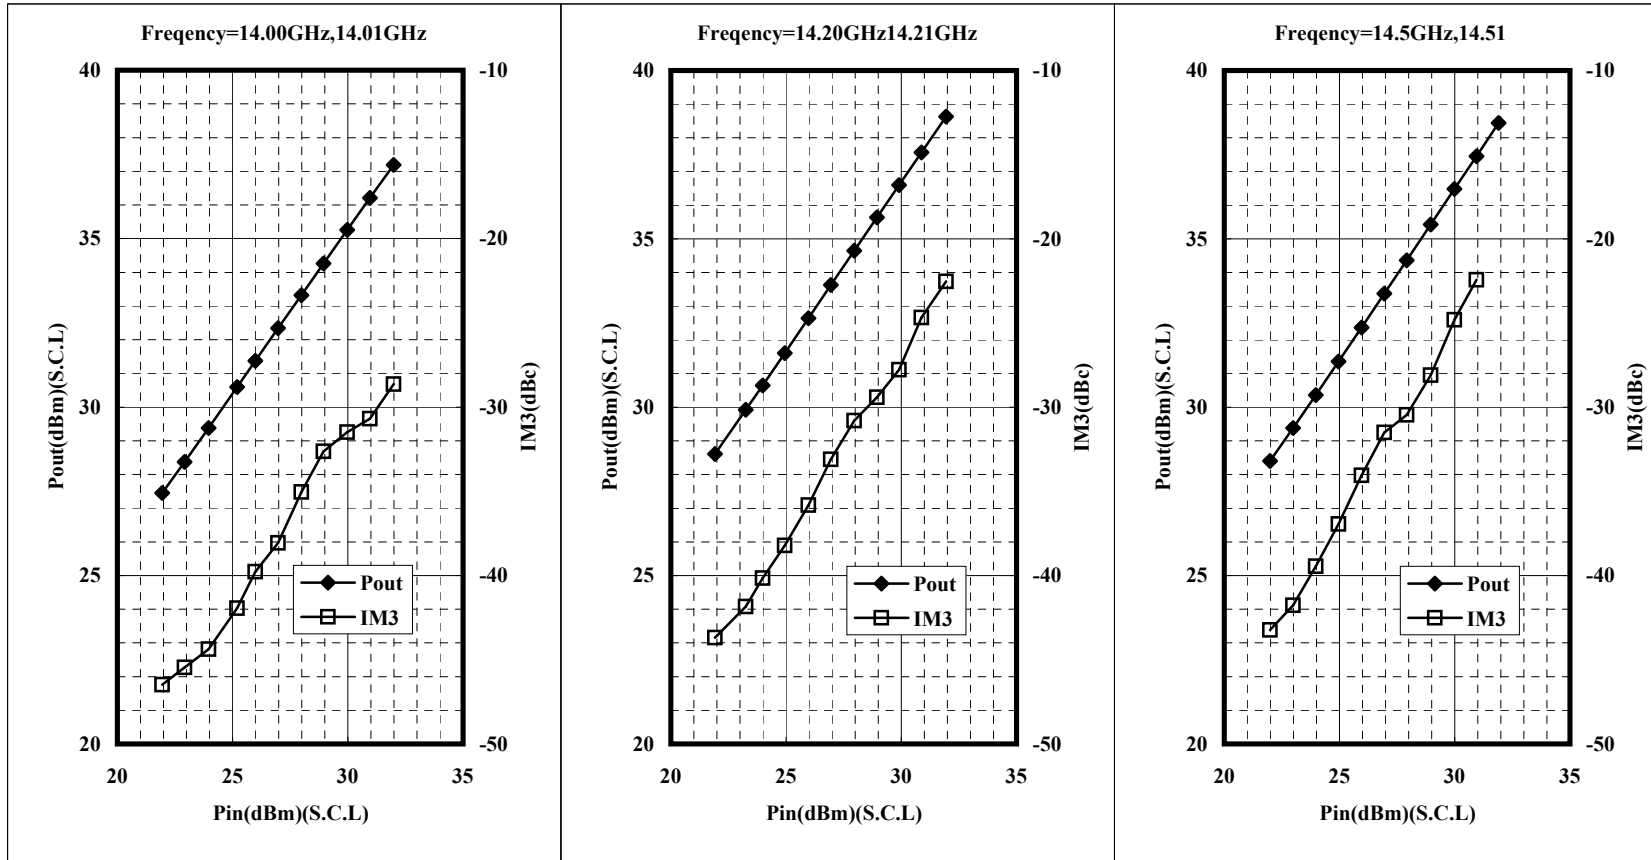 Freqency=14.00GHz,14.01GHz
40
35
30
25
20
-10
-20
-30
-40
-50
20
25
30
35
Pout(dBm)(S.C.L)
IM3(dBc)
Pout
IM3
Pin(dBm)(S.C.L)
Freqency=14.20GHz14.21GHz
40
35
30
25
20
-10
-20
-30
-40
-50
20
25
30
35
Pout(dBm)(S.C.L)
IM3(dBc)
Pout
IM3
Pin(dBm)(S.C.L)
Freqency=14.5GHz,14.51
40
35
30
25
20
-10
-20
-30
-40
-50
20
25
30
35
Pout(dBm)(S.C.L)
IM3(dBc)
Pout
IM3
Pin(dBm)(S.C.L)